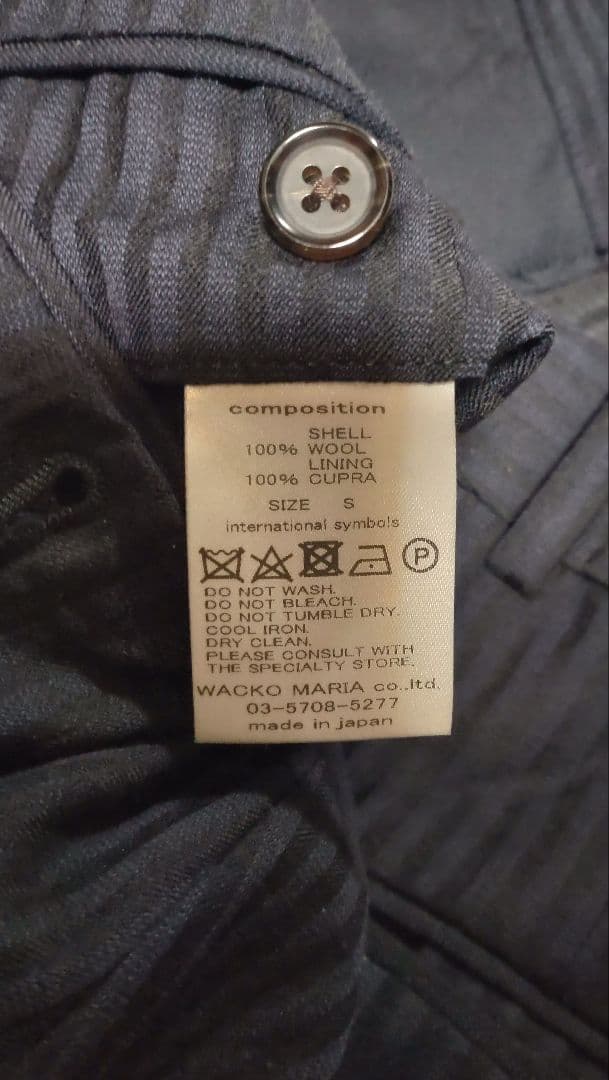 composition
SHELL
100% WOOL
LINING
100% CUPRA
SIZE S
international symbols
P
DO NOT WASH.
DO NOT BLEACH.
DO NOT TUMBLE DRY.
COOL IRON.
DRY CLEAN.
PLEASE CONSULT WITH
THE SPECIALTY STORE.
WACKO MARIA co.,ltd.
03-5708-5277
made in japan